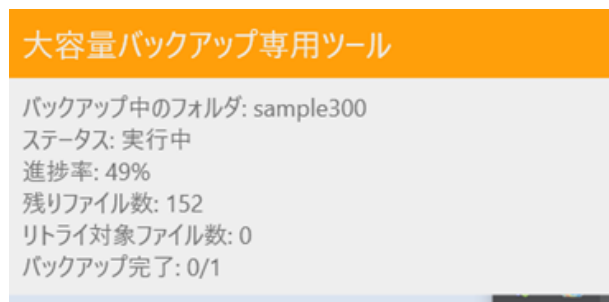 大容量バックアップ専用ツール
バックアップ中のフォルダ: sample300
ステータス: 実行中
進捗率: 49%
残りファイル数: 152
リトライ対象ファイル数: 0
バックアップ完了: 0/1